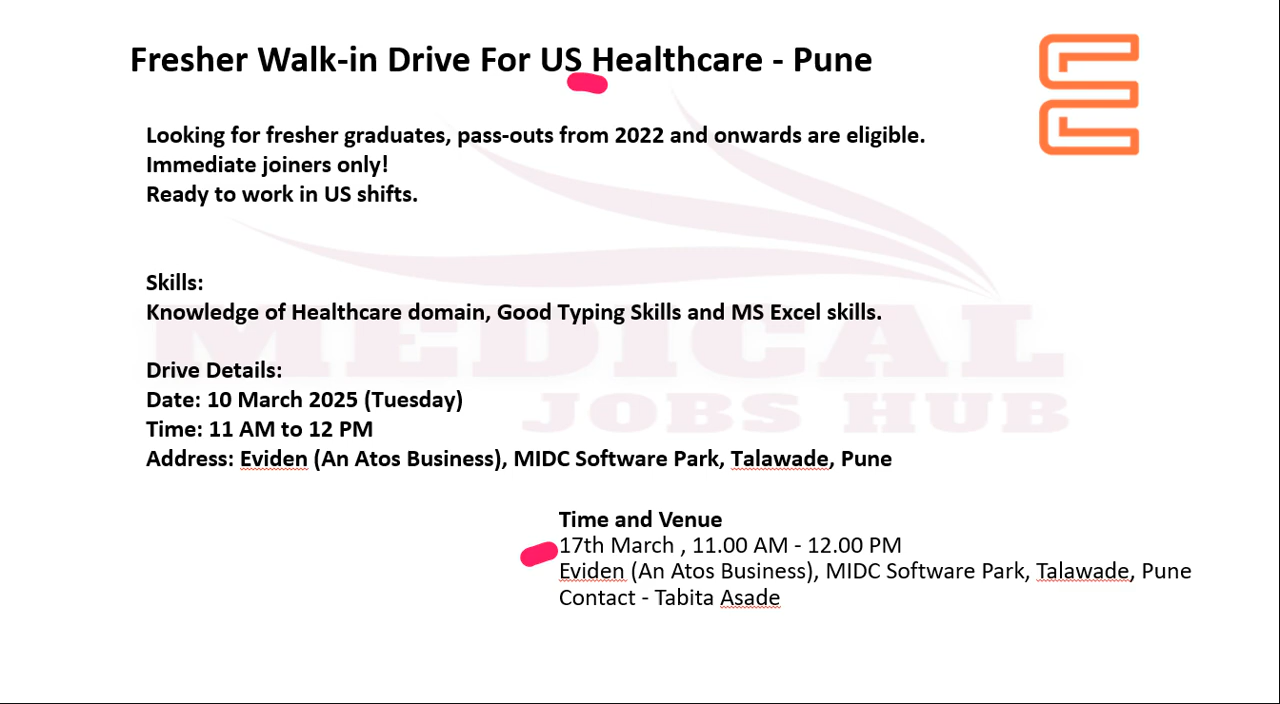 Fresher Walk-in Drive For US Healthcare - Pune
Looking for fresher graduates, pass-outs from 2022 and onwards are eligible.
Immediate joiners only!
Ready to work in US shifts.
Skills:
Knowledge of Healthcare domain, Good Typing Skills and MS Excel skills.
MEDICAL
JOBS HUB
Drive Details:
Date: 10 March 2025 (Tuesday)
Time: 11 AM to 12 PM
Address: Eviden (An Atos Business), MIDC Software Park, Talawade, Pune
Time and Venue
17th March , 11.00 AM - 12.00 PM
Eviden (An Atos Business), MIDC Software Park, Talawade, Pune
Contact - Tabita Asade